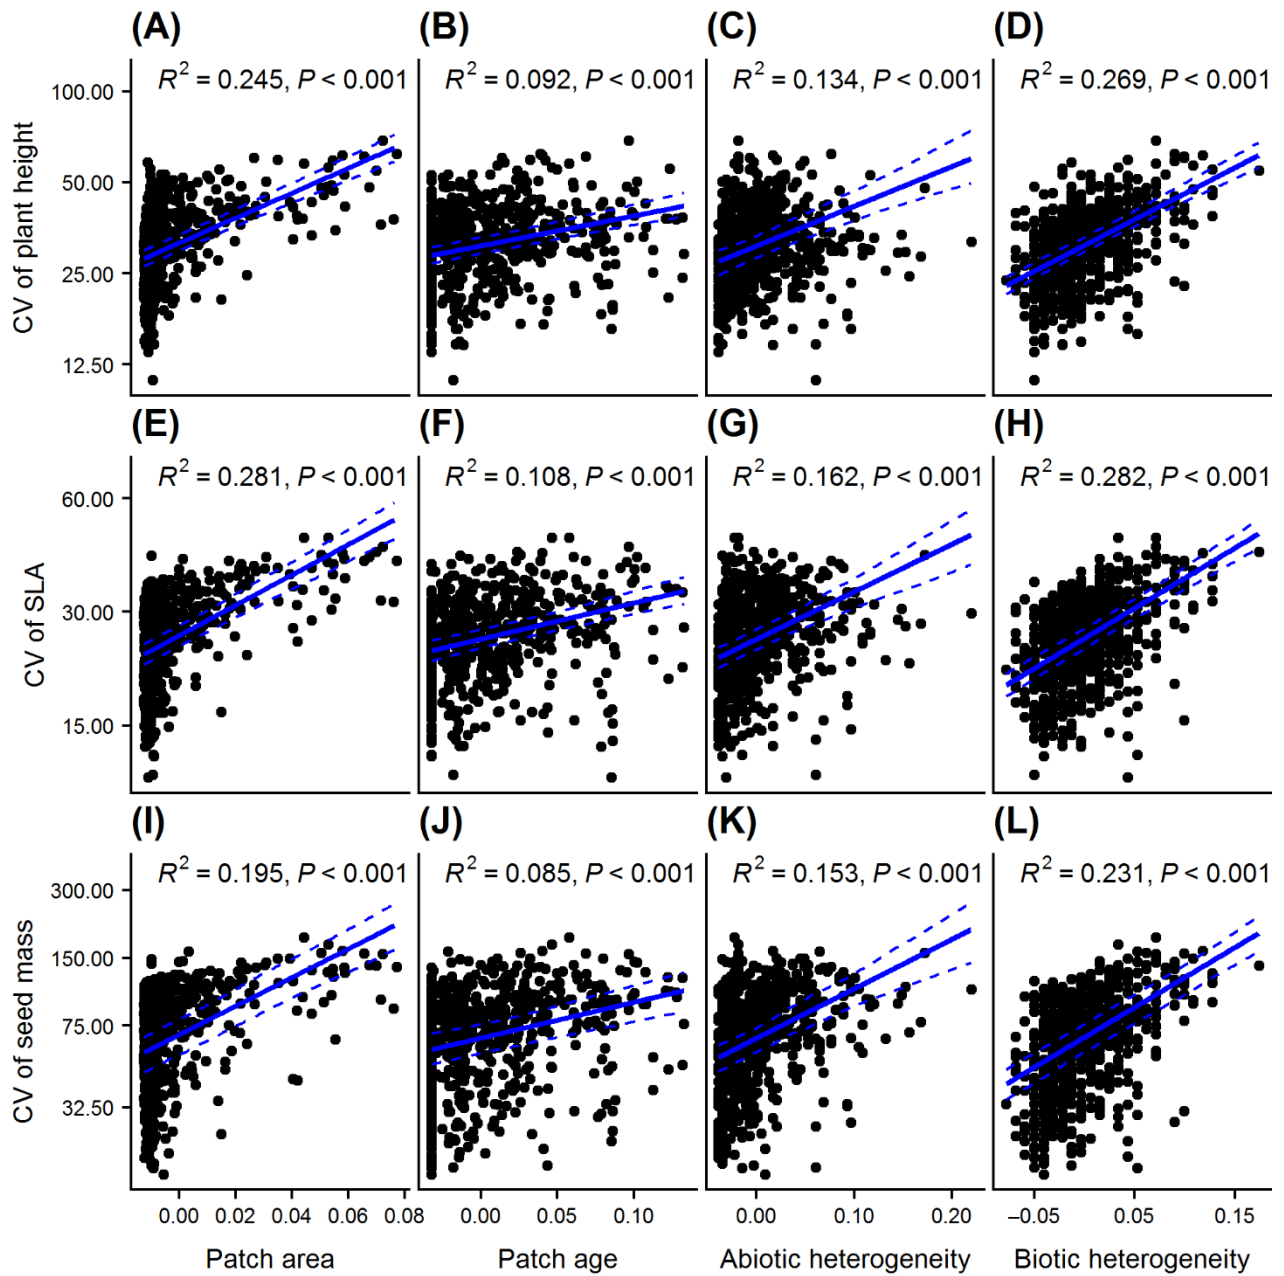 (A) (B) (C) (D)
R² = 0.245, P < 0.001 R² = 0.092, P < 0.001 R² = 0.134, P < 0.001 R² = 0.269, P < 0.001
CV of plant height
100.00
50.00
25.00
12.50
(E) (F) (G) (H)
R² = 0.281, P < 0.001 R² = 0.108, P < 0.001 R² = 0.162, P < 0.001 R² = 0.282, P < 0.001
CV of SLA
60.00
30.00
15.00
(I) (J) (K) (L)
R² = 0.195, P < 0.001 R² = 0.085, P < 0.001 R² = 0.153, P < 0.001 R² = 0.231, P < 0.001
CV of seed mass
300.00
150.00
75.00
32.50
0.00 0.02 0.04 0.06 0.08 0.00 0.10 0.00 0.10 0.20 −0.05 0.05 0.15
Patch area Patch age Abiotic heterogeneity Biotic heterogeneity